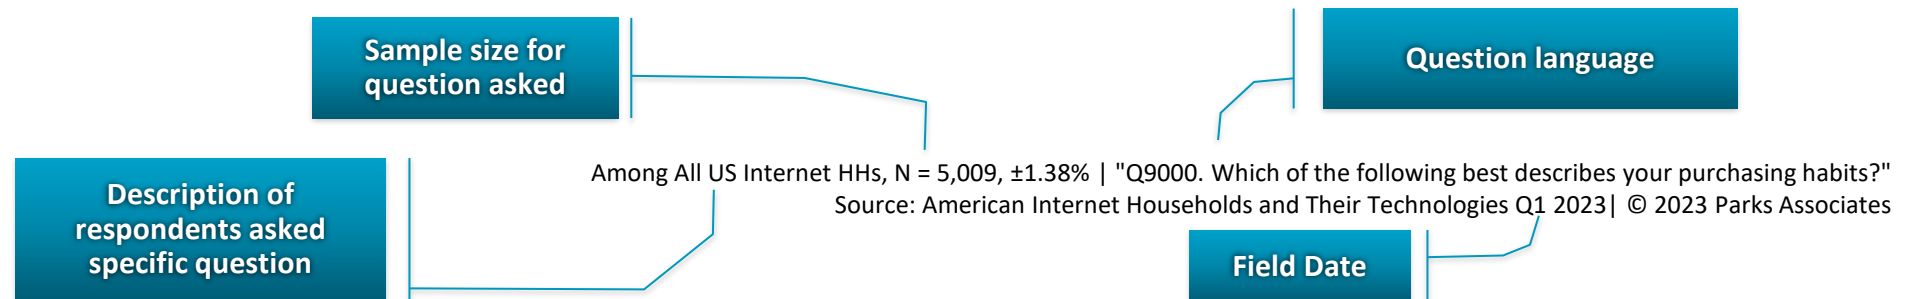 Sample size for
question asked
Question language
Among All US Internet HHs, N = 5,009, ±1.38% | "Q9000. Which of the following best describes your purchasing habits?"
Source: American Internet Households and Their Technologies Q1 2023| © 2023 Parks Associates
Description of
respondents asked
specific question
Field Date